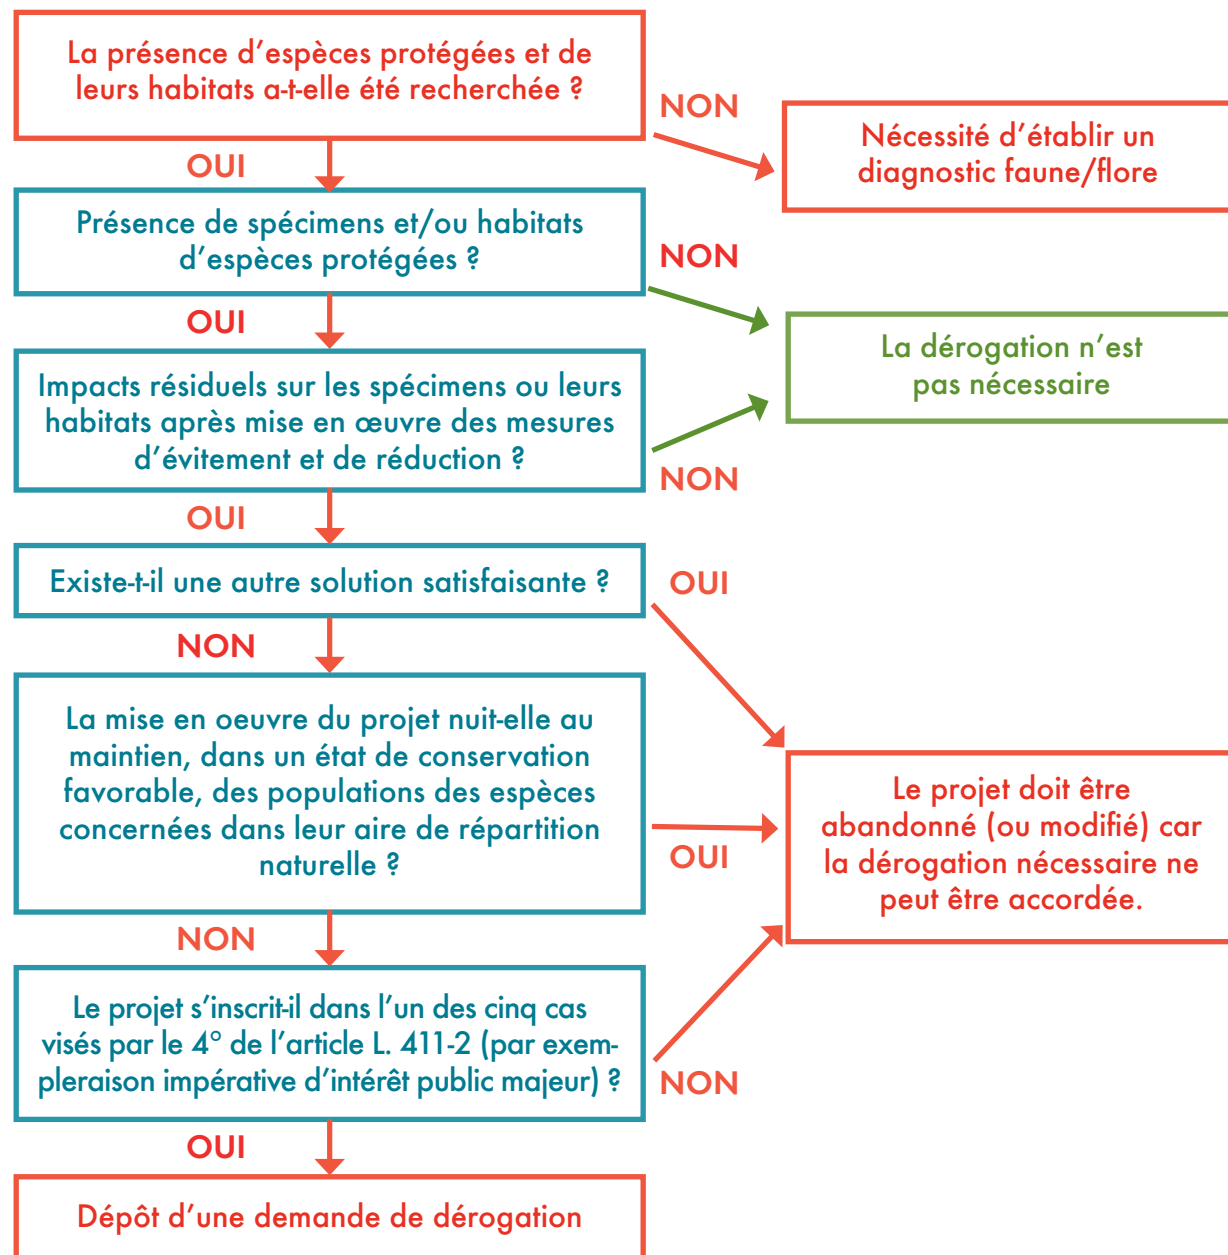 La présence d’espèces protégées et de
leurs habitats a-t-elle été recherchée ?
NON
Nécessité d’établir un
diagnostic faune/flore
OUI
Présence de spécimens et/ou habitats
d’espèces protégées ?
NON
OUI
La dérogation n’est
pas nécessaire
Impacts résiduels sur les spécimens ou leurs
habitats après mise en œuvre des mesures
d’évitement et de réduction ?
NON
OUI
Existe-t-il une autre solution satisfaisante ?
OUI
NON
La mise en oeuvre du projet nuit-elle au
maintien, dans un état de conservation
favorable, des populations des espèces
concernées dans leur aire de répartition
naturelle ?
OUI
Le projet doit être
abandonné (ou modifié) car
la dérogation nécessaire ne
peut être accordée.
NON
Le projet s’inscrit-il dans l’un des cinq cas
visés par le 4° de l’article L. 411-2 (par exem-
pleraison impérative d’intérêt public majeur) ?
NON
OUI
Dépôt d’une demande de dérogation